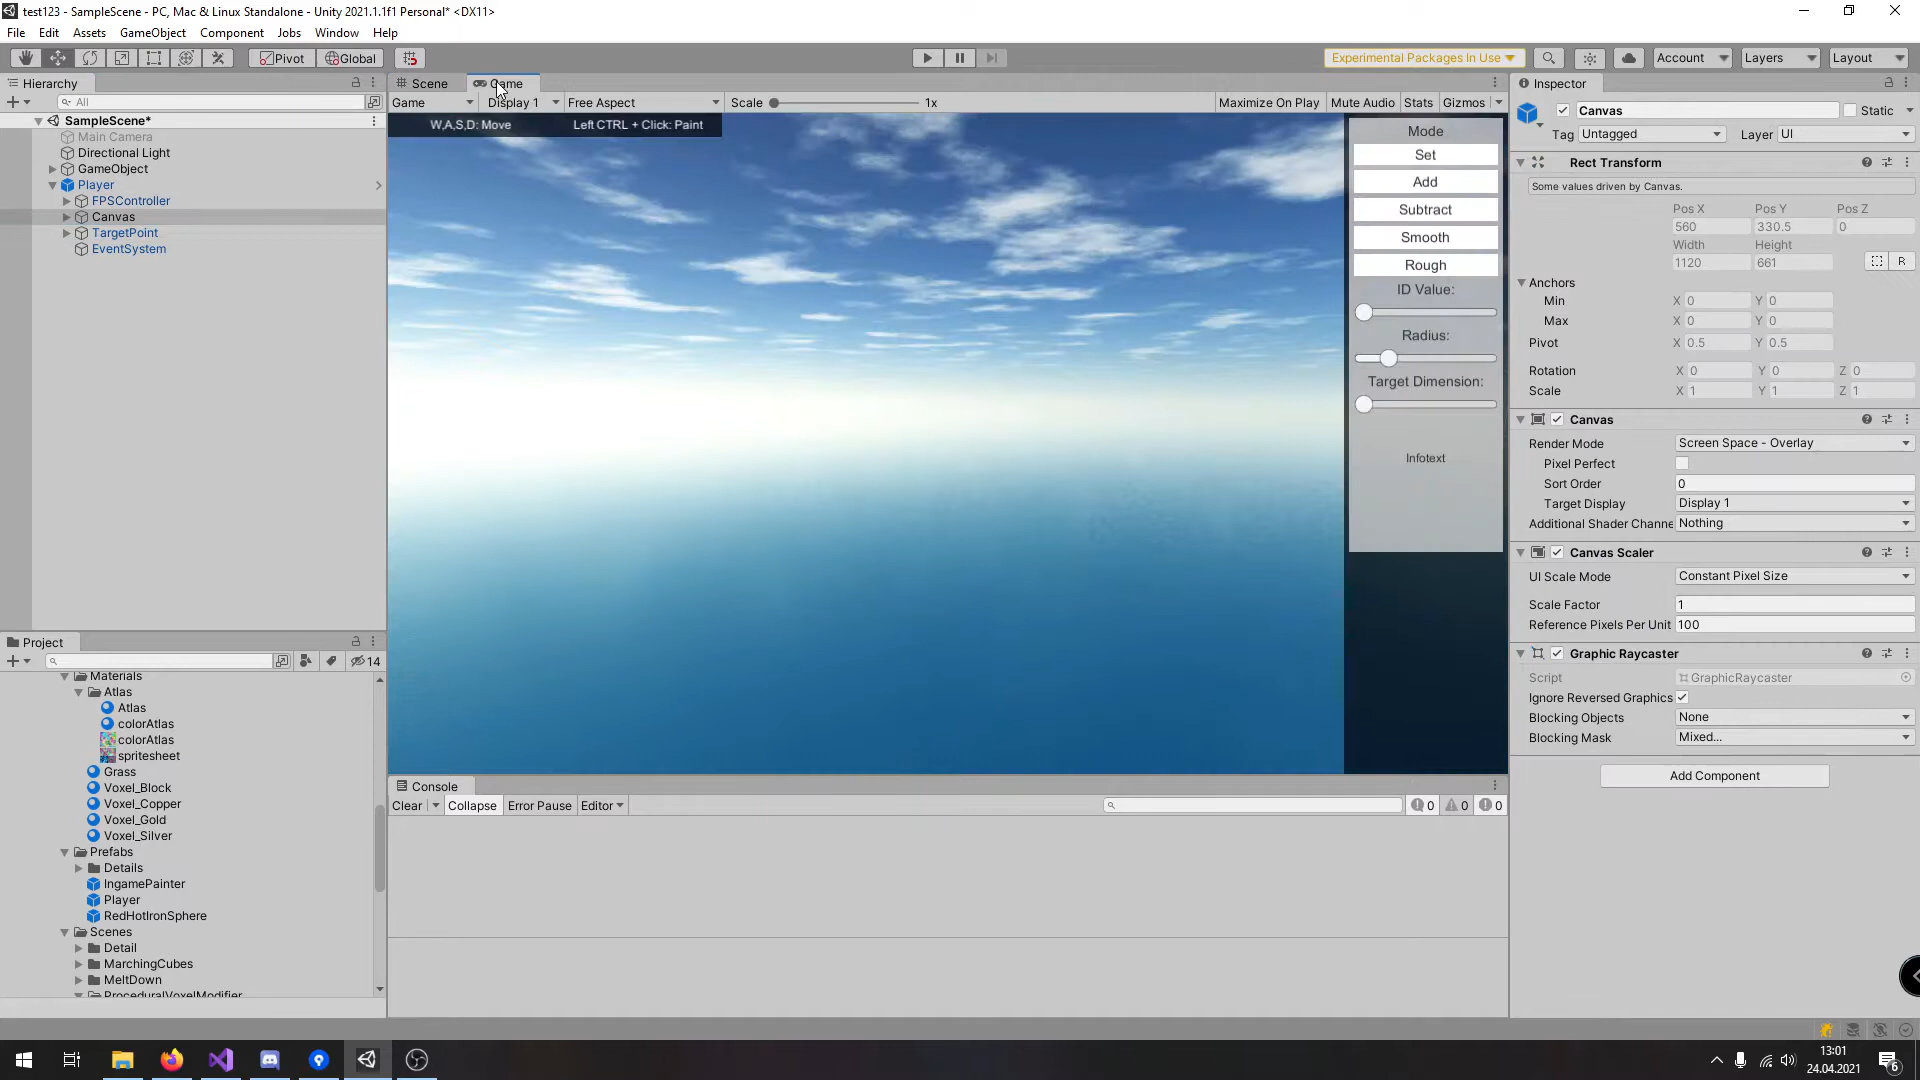 test123 - SampleScene - PC, Mac & Linux Standalone - Unity 2021.1.1f1 Personal* <DX11>
File Edit Assets GameObject Component Jobs Window Help
Pivot Global Experimental Packages In Use Account Layers Layout
Hierarchy
All
SampleScene*
Main Camera
Directional Light
GameObject
Player
FPSController
Canvas
TargetPoint
EventSystem
Project
14
Materials
Atlas
Atlas
colorAtlas
colorAtlas
spritesheet
Grass
Voxel_Block
Voxel_Copper
Voxel_Gold
Voxel_Silver
Prefabs
Details
IngamePainter
Player
RedHotIronSphere
Scenes
Detail
MarchingCubes
MeltDown
ProceduralVoxelModifier
Scene Game
Game Display 1 Free Aspect Scale 1x Maximize On Play Mute Audio Stats Gizmos
W,A,S,D: Move Left CTRL + Click: Paint
Mode
Set
Add
Subtract
Smooth
Rough
ID Value:
Radius:
Target Dimension:
Infotext
Console
Clear Collapse Error Pause Editor 0 0 0
Inspector
Canvas Static
Tag Untagged Layer UI
Rect Transform
Some values driven by Canvas.
Pos X Pos Y Pos Z
560 330.5 0
Width Height
1120 661 R
Anchors
Min X 0 Y 0
Max X 0 Y 0
Pivot X 0.5 Y 0.5
Rotation X 0 Y 0 Z 0
Scale X 1 Y 1 Z 1
Canvas
Render Mode Screen Space - Overlay
Pixel Perfect
Sort Order 0
Target Display Display 1
Additional Shader Channe Nothing
Canvas Scaler
UI Scale Mode Constant Pixel Size
Scale Factor 1
Reference Pixels Per Unit 100
Graphic Raycaster
Script GraphicRaycaster
Ignore Reversed Graphics
Blocking Objects None
Blocking Mask Mixed...
Add Component
13:01
24.04.2021
6